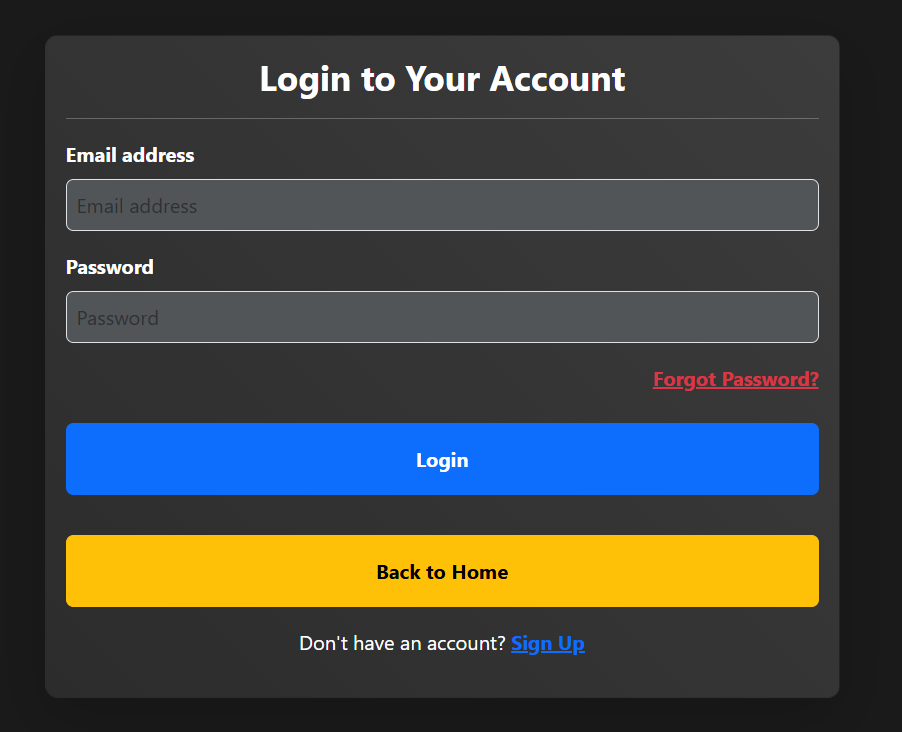 Login to Your Account
Email address
Email address
Password
Password
Forgot Password?
Login
Back to Home
Don't have an account? Sign Up